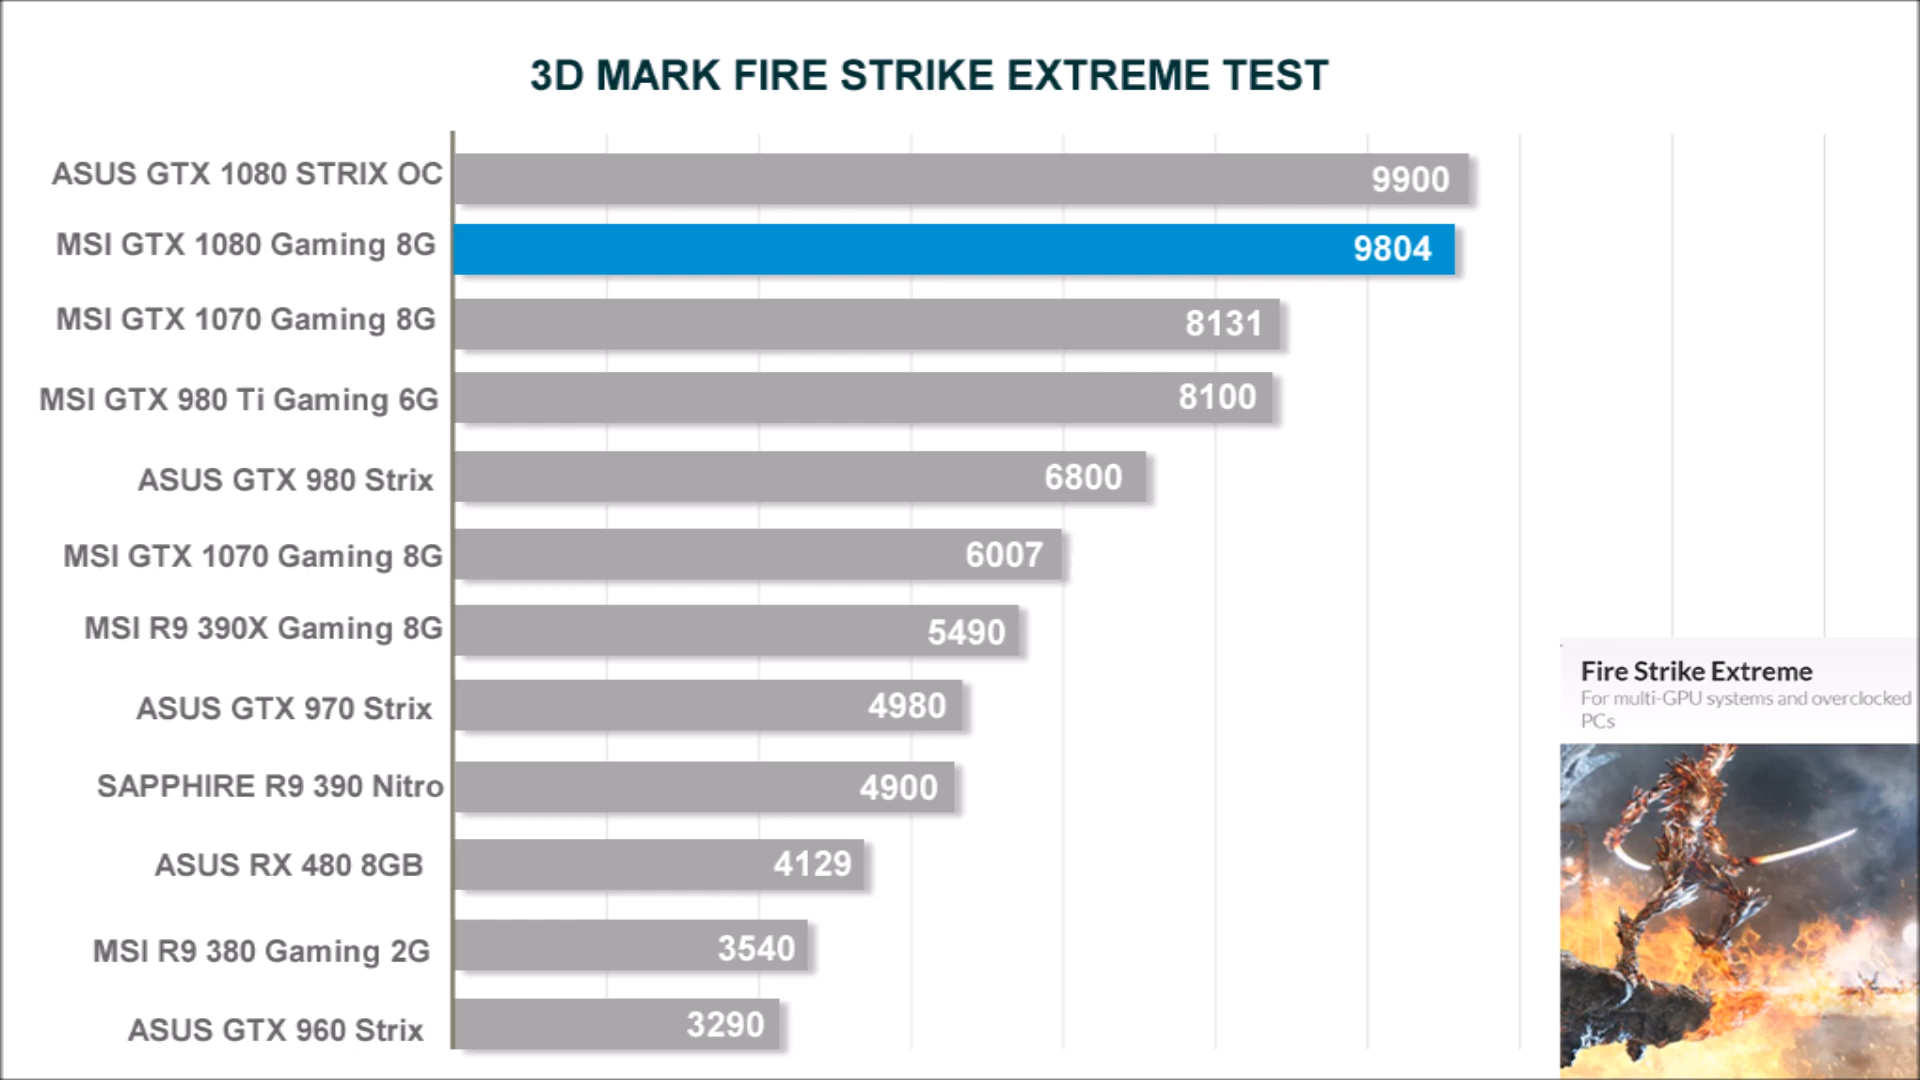 3D MARK FIRE STRIKE EXTREME TEST
ASUS GTX 1080 STRIX OC 9900
MSI GTX 1080 Gaming 8G 9804
MSI GTX 1070 Gaming 8G 8131
MSI GTX 980 Ti Gaming 6G 8100
ASUS GTX 980 Strix 6800
MSI GTX 1070 Gaming 8G 6007
MSI R9 390X Gaming 8G 5490
ASUS GTX 970 Strix 4980
SAPPHIRE R9 390 Nitro 4900
ASUS RX 480 8GB 4129
MSI R9 380 Gaming 2G 3540
ASUS GTX 960 Strix 3290
Fire Strike Extreme
For multi-GPU systems and overclocked
PCs